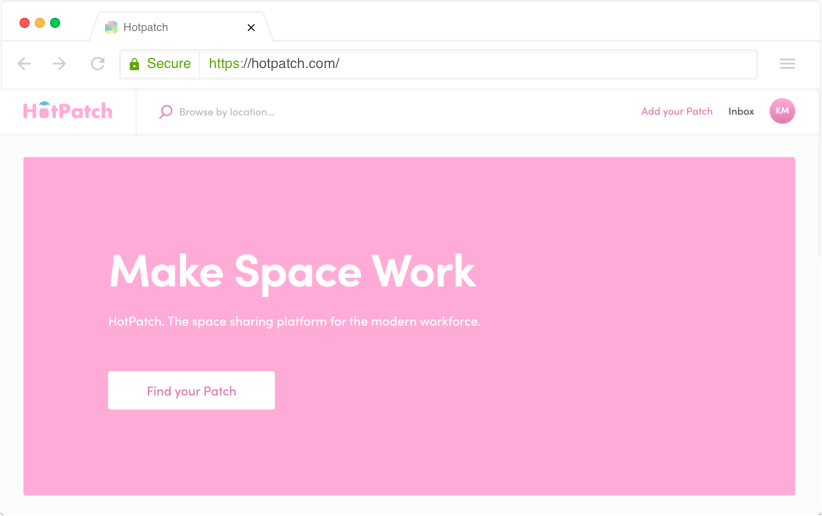 Hotpatch
Secure https://hotpatch.com/
HotPatch Browse by location... Add your Patch Inbox KM
Make Space Work
HotPatch. The space sharing platform for the modern workforce.
Find your Patch